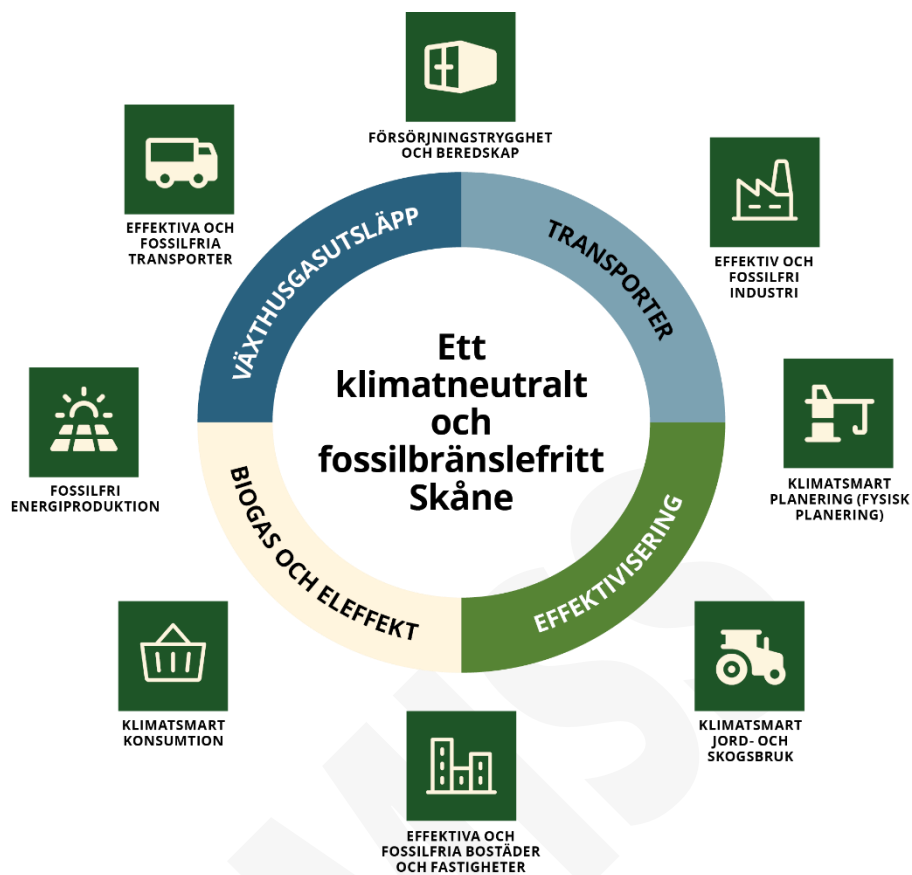 FÖRSÖRJNINGSTRYGGHET
OCH BEREDSKAP
EFFEKTIVA OCH
FOSSILFRIA
TRANSPORTER
EFFEKTIV OCH
FOSSILFRI
INDUSTRI
VÄXTHUSGASUTSLÄPP
TRANSPORTER
Ett
klimatneutralt
och
fossilbränslefritt
Skåne
FOSSILFRI
ENERGIPRODUKTION
KLIMATSMART
PLANERING (FYSISK
PLANERING)
BIOGAS OCH ELEFFEKT
EFFEKTIVISERING
KLIMATSMART
KONSUMTION
KLIMATSMART
JORD- OCH
SKOGSBRUK
EFFEKTIVA OCH
FOSSILFRIA BOSTÄDER
OCH FASTIGHETER